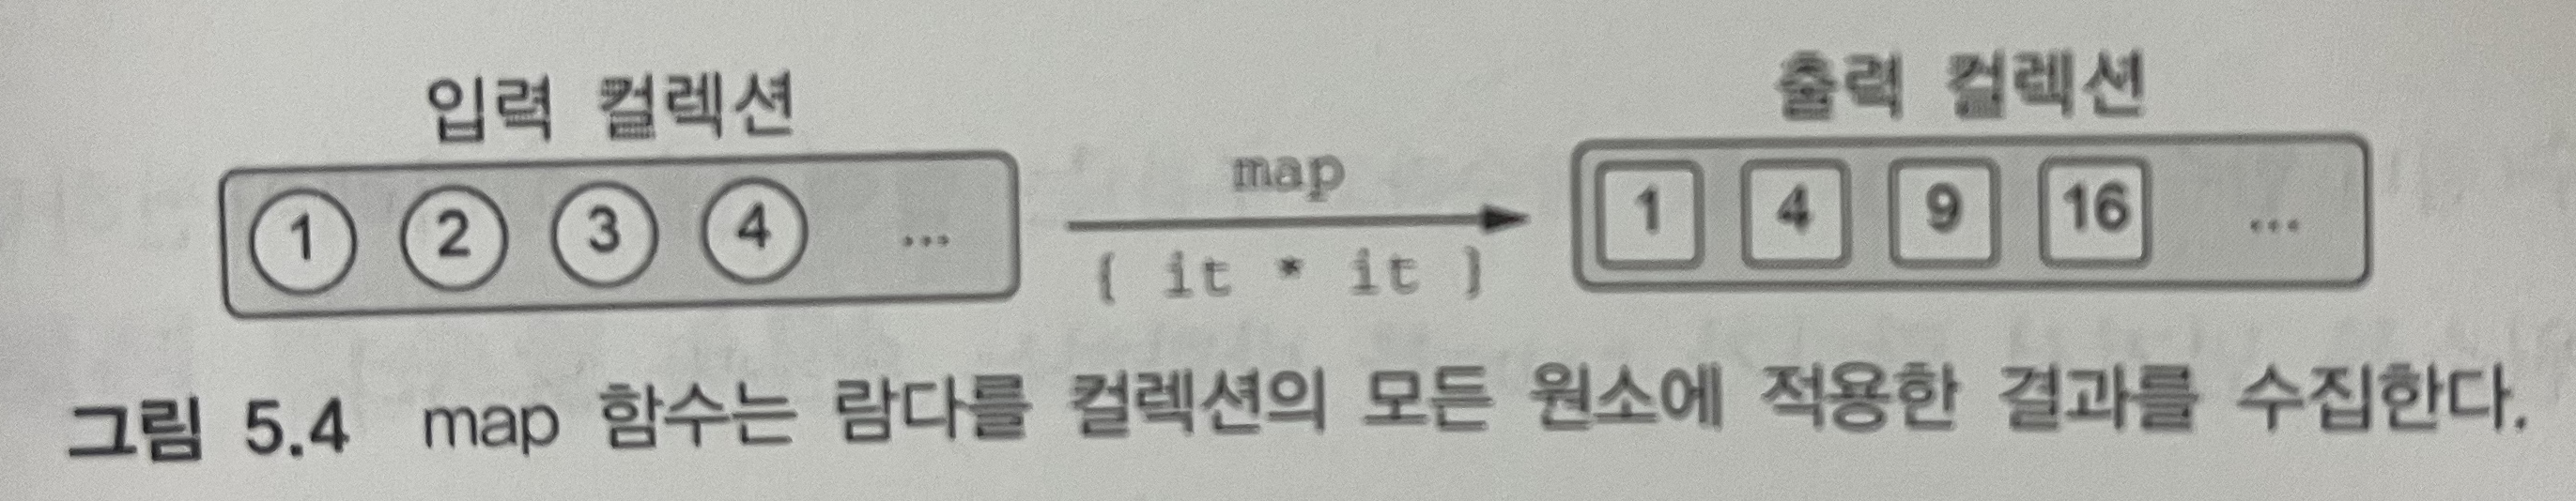 입력 컬렉션
출력 컬렉션
1 2 3 4 ...
map
{ it * it }
1 4 9 16 ...
그림 5.4 map 함수는 람다를 컬렉션의 모든 원소에 적용한 결과를 수집한다.